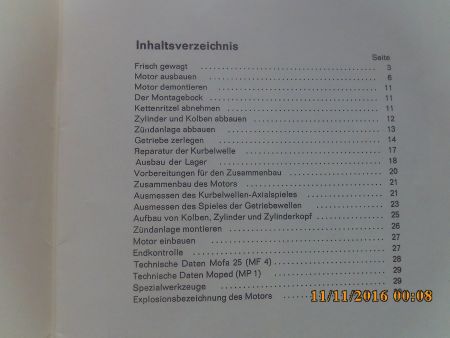 Inhaltsverzeichnis
Seite
Frisch gewagt 3
Motor ausbauen 6
Motor demontieren 11
Der Montagebock 11
Kettenritzel abnehmen 11
Zylinder und Kolben abbauen 12
Zündanlage abbauen 13
Getriebe zerlegen 14
Reparatur der Kurbelwelle 17
Ausbau der Lager 18
Vorbereitungen für den Zusammenbau 20
Zusammenbau des Motors 21
Ausmessen des Kurbelwellen-Axialspieles 21
Ausmessen des Spieles der Getriebewellen 23
Aufbau von Kolben, Zylinder und Zylinderkopf 25
Zündanlage montieren 26
Motor einbauen 27
Endkontrolle 27
Technische Daten Mofa 25 (MF 4) 28
Technische Daten Moped (MP 1) 29
Spezialwerkzeuge 29
Explosionsbezeichnung des Motors
11/11/2016 00:08